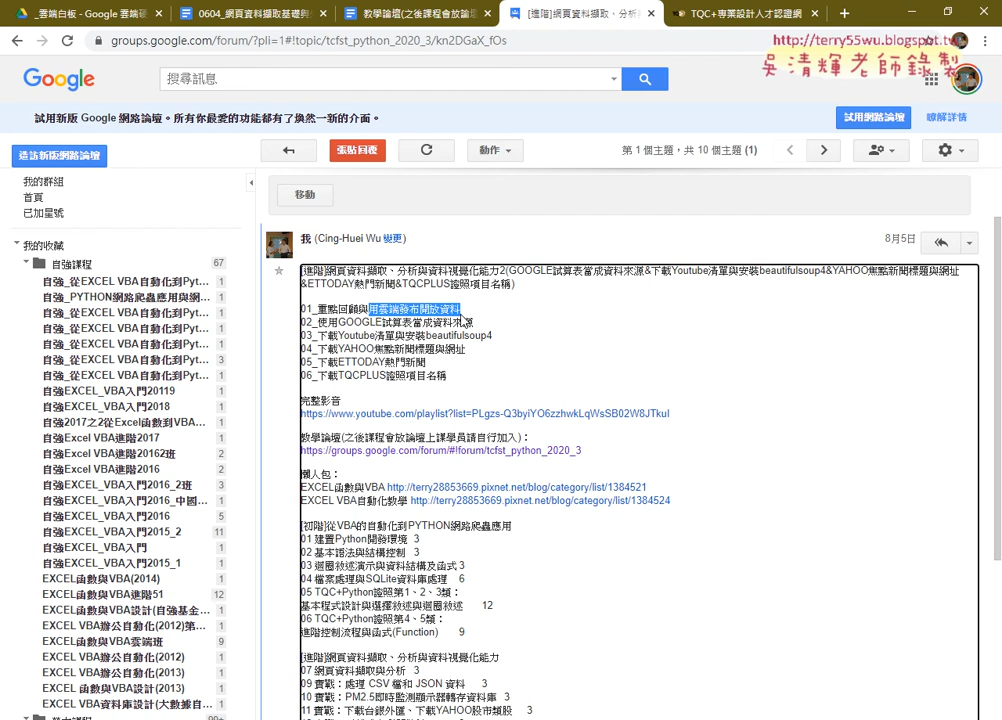 _雲端白板 - Google 雲端硬
0604_網頁資料擷取基礎與
教學論壇(之後課程會放論壇
[進階]網頁資料擷取、分析與
TQC+專業設計人才認證網
groups.google.com/forum/?pli=1#!topic/tcfst_python_2020_3/kn2DGaX_fOs
http://terry55wu.blogspot.tw
吳清輝老師錄製
Google
搜尋訊息
試用新版 Google 網路論壇。所有你最愛的功能都有了煥然一新的介面。
試用新版網路論壇
瞭解詳情
造訪新版網路論壇
張貼回覆
動作
第 1 個主題，共 10 個主題 (1)
我的群組
首頁
已加星號
移動
我的收藏
自強課程 67
自強_從EXCEL VBA自動化到Pyt... 1
自強_PYTHON網路爬蟲應用與網... 1
自強_從EXCEL VBA自動化到Pyt... 1
自強_從EXCEL VBA自動化到Pyt... 1
自強_從EXCEL VBA自動化到Pyt... 1
自強_從EXCEL VBA自動化到Pyt... 3
自強_從EXCEL VBA自動化到Pyt... 1
自強EXCEL_VBA入門20119 1
自強EXCEL_VBA入門2018 1
自強2017之2從Excel函數到VBA... 1
自強Excel VBA進階2017 1
自強Excel VBA進階20162班 2
自強Excel VBA進階2016 2
自強EXCEL_VBA入門2016_2班 3
自強EXCEL_VBA入門2016_中國... 1
自強EXCEL_VBA入門2016 5
自強EXCEL_VBA入門2015_2 11
自強EXCEL_VBA入門 1
自強EXCEL_VBA入門2015_1 1
EXCEL函數與VBA(2014) 1
EXCEL函數與VBA進階51 12
EXCEL函數與VBA設計(自強基金... 1
EXCEL VBA辦公自動化(2012)第... 1
EXCEL函數與VBA雲端班 9
EXCEL VBA辦公自動化(2012) 1
EXCEL VBA辦公自動化(2013) 1
EXCEL函數與VBA設計(2013) 1
EXCEL VBA資料庫設計(大數據自... 1
99+
我 (Cing-Huei Wu 變更)
8月5日
[進階]網頁資料擷取、分析與資料視覺化能力2(GOOGLE試算表當成資料來源&下載Youtube清單與安裝beautifulsoup4&YAHOO焦點新聞標題與網址
&ETTODAY熱門新聞&TQCPLUS證照項目名稱)
01_重點回顧與用雲端發布開放資料
02_使用GOOGLE試算表當成資料來源
03_下載Youtube清單與安裝beautifulsoup4
04_下載YAHOO焦點新聞標題與網址
05_下載ETTODAY熱門新聞
06_下載TQCPLUS證照項目名稱
完整影音
https://www.youtube.com/playlist?list=PLgzs-Q3byiYO6zzhwkLqWsSB02W8JTkuI
教學論壇(之後課程會放論壇上課學員請自行加入)：
https://groups.google.com/forum/#!forum/tcfst_python_2020_3
懶人包：
EXCEL函數與VBA http://terry28853669.pixnet.net/blog/category/list/1384521
EXCEL VBA自動化教學 http://terry28853669.pixnet.net/blog/category/list/1384524
[初階]從VBA的自動化到PYTHON網路爬蟲應用
01 建置Python開發環境 3
02 基本語法與結構控制 3
03 迴圈敘述演示與資料結構及函式 3
04 檔案處理與SQLite資料庫處理 6
05 TQC+Python證照第1、2、3類：
基本程式設計與選擇敘述與迴圈敘述 12
06 TQC+Python證照第4、5類：
進階控制流程與函式(Function) 9
[進階]網頁資料擷取、分析與資料視覺化能力
07 網頁資料擷取與分析 3
09 實戰：處理 CSV 檔和 JSON 資料 3
10 實戰：PM2.5即時監測顯示器轉存資料庫 3
11 實戰：下載台銀外匯、下載YAHOO股市類股 3